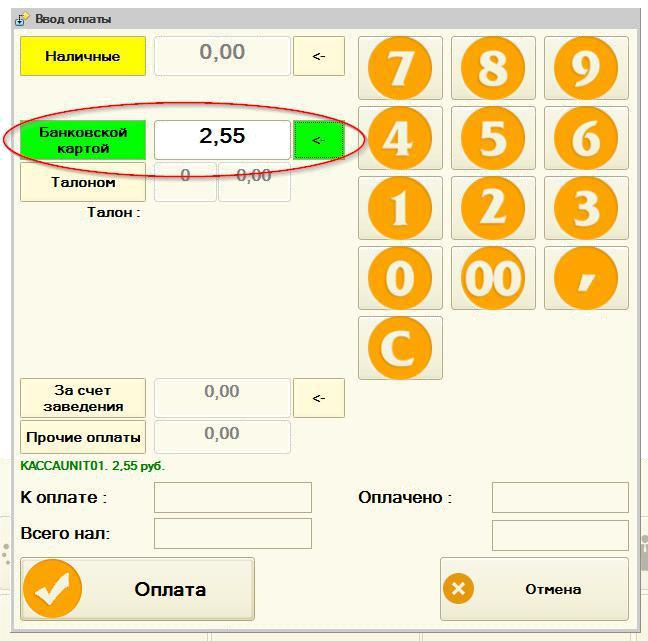 Ввод оплаты
Наличные 0,00 <-
7 8 9
Банковской
картой 2,55 <-
4 5 6
Талоном 0 0,00
1 2 3
Талон :
0 00 ,
C
За счет
заведения 0,00 <-
Прочие оплаты 0,00
KACCAUNIT01. 2,55 руб.
К оплате : Оплачено :
Всего нал:
Оплата Отмена